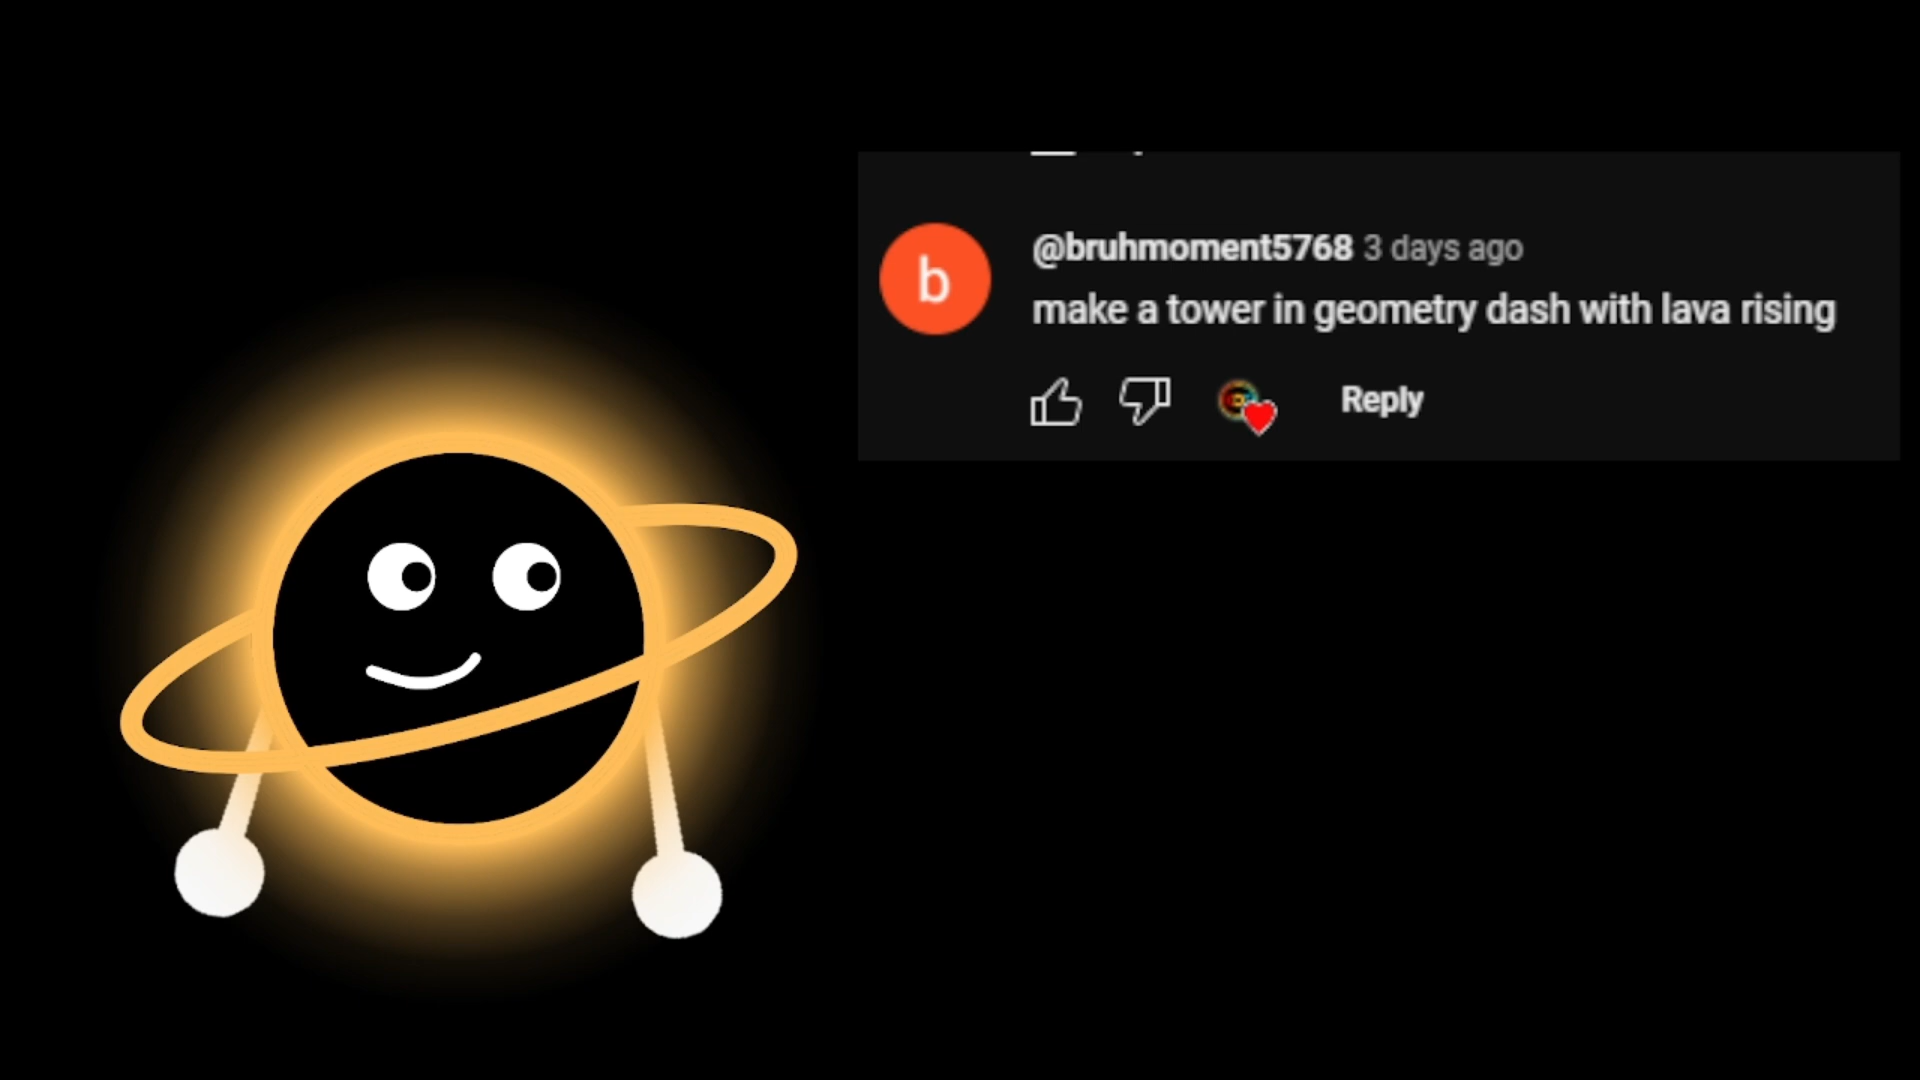 b
@bruhmoment5768 3 days ago
make a tower in geometry dash with lava rising
Reply